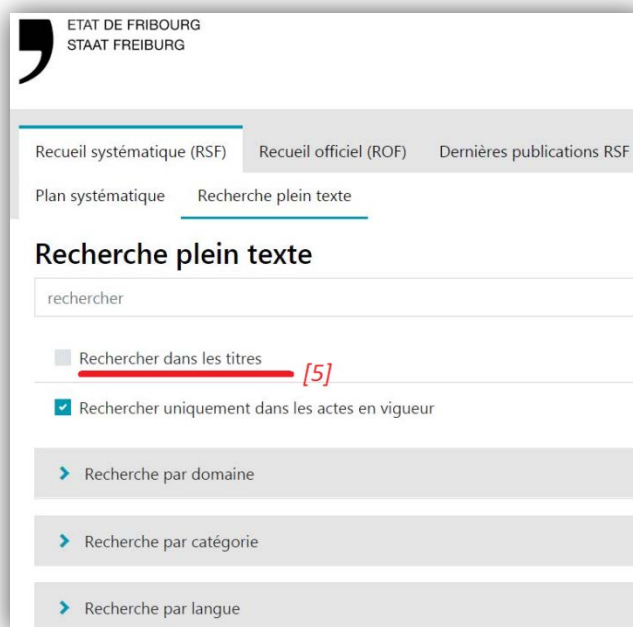 ETAT DE FRIBOURG
STAAT FREIBURG
Recueil systématique (RSF) Recueil officiel (ROF) Dernières publications RSF
Plan systématique Recherche plein texte
Recherche plein texte
rechercher
Rechercher dans les titres [5]
Rechercher uniquement dans les actes en vigueur
Recherche par domaine
Recherche par catégorie
Recherche par langue